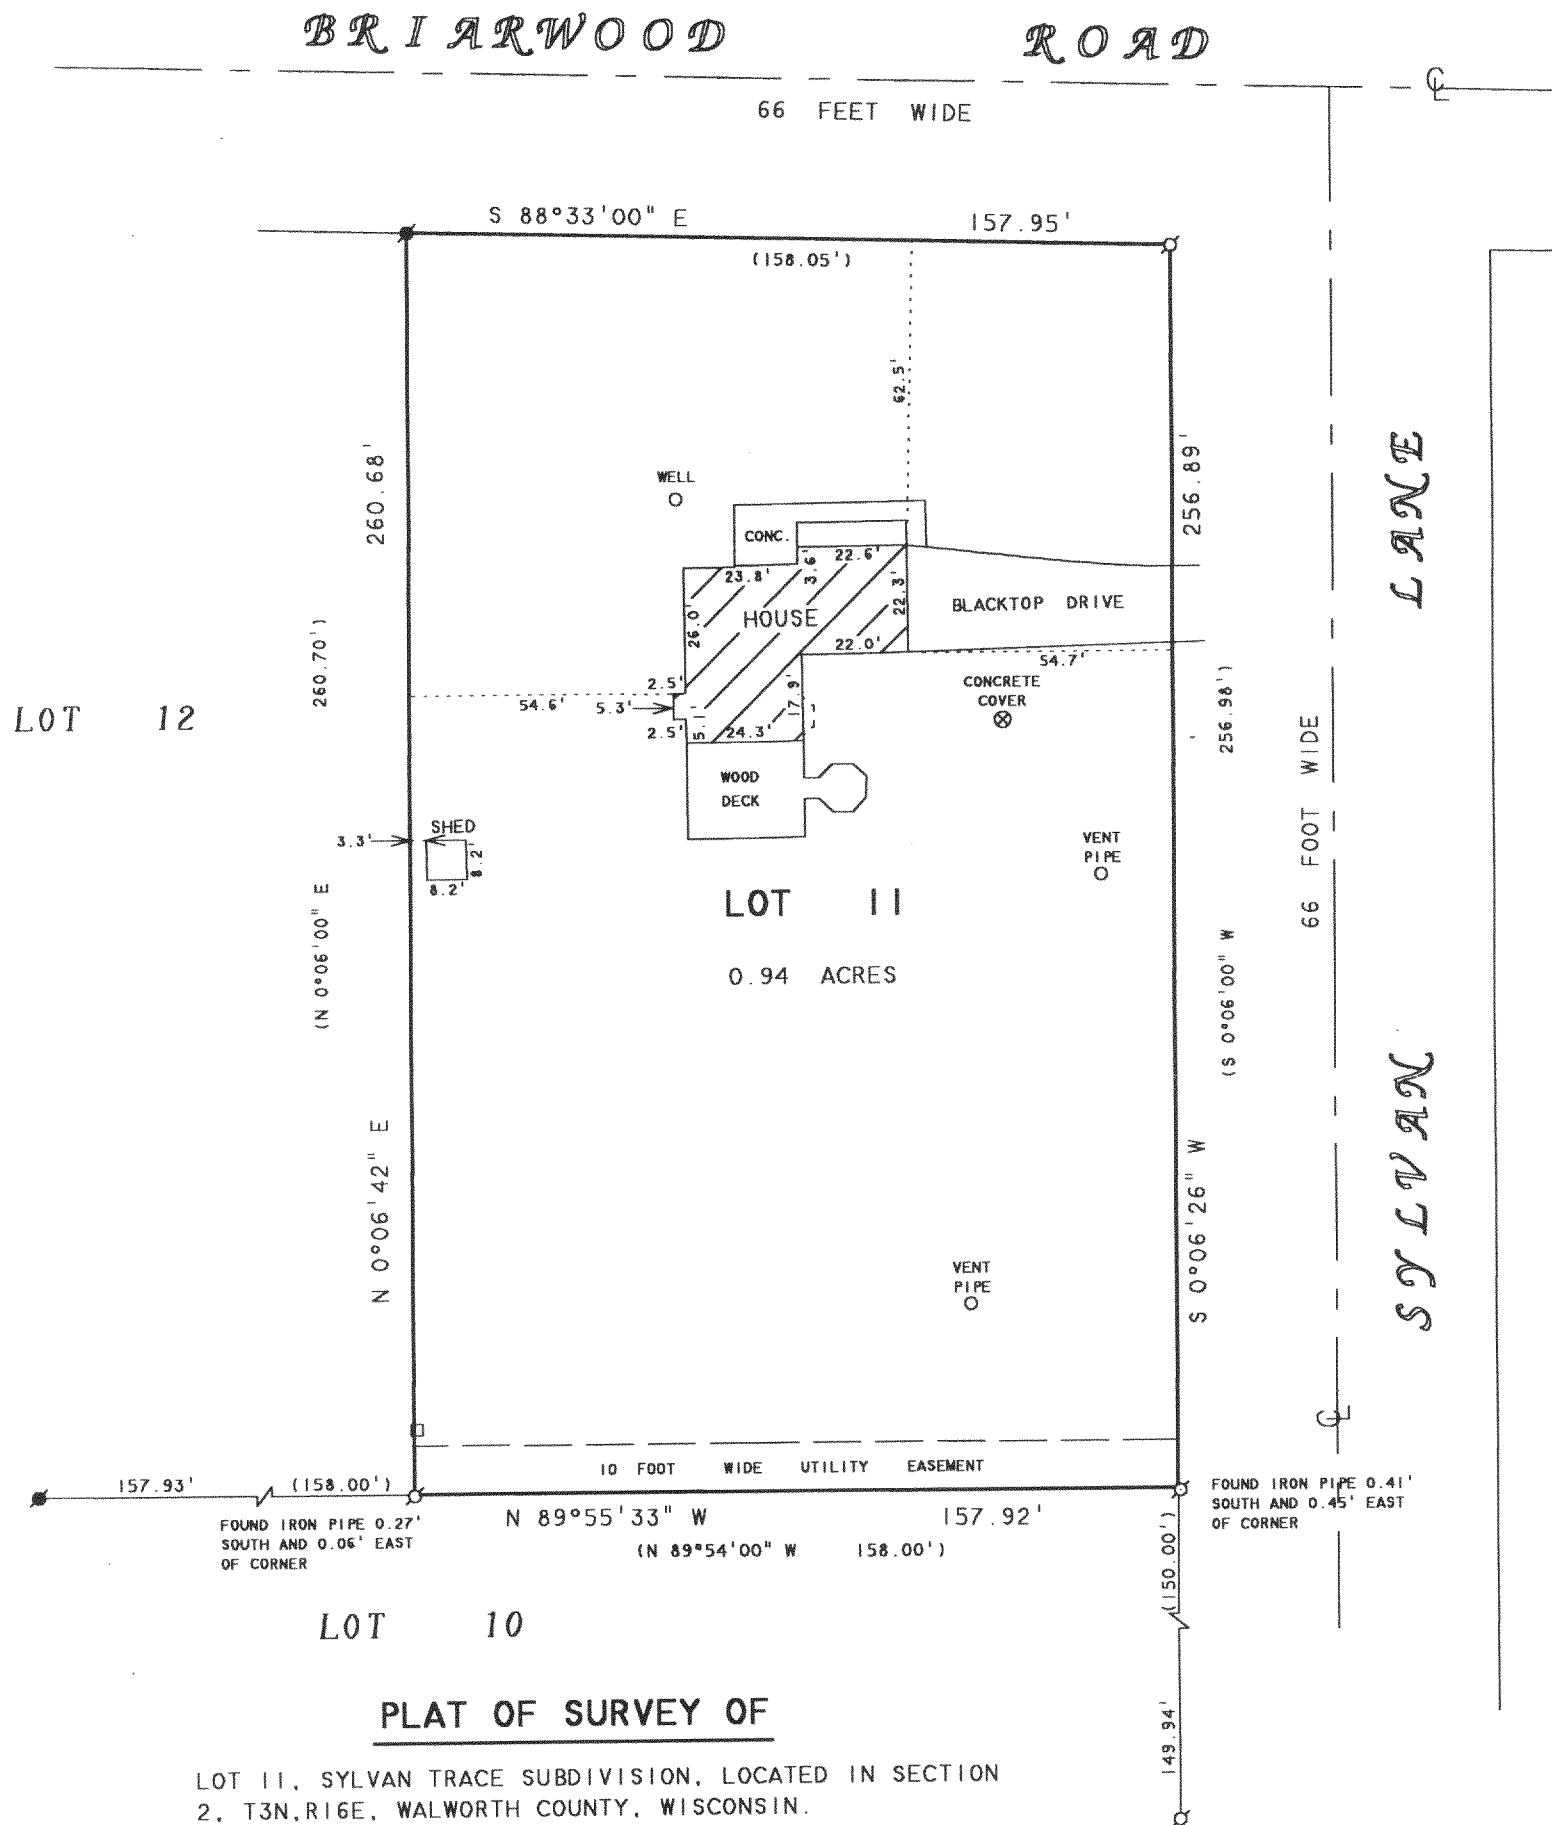 BRIARWOOD ROAD
66 FEET WIDE
S 88°33'00" E 157.95'
(158.05')
62.5'
260.68'
256.89'
WELL
CONC.
22.6'
3.6'
23.8'
22.3'
HOUSE
BLACKTOP DRIVE
26.0'
22.0'
54.7'
260.70')
256.98')
CONCRETE
COVER
2.5'
54.6'
5.3'
17.9'
2.5'
5.1'
24.3'
LOT 12
WOOD
DECK
LANE
66 FOOT WIDE
SHED
3.3'
8.2'
8.2'
VENT
PIPE
LOT 11
0.94 ACRES
(N 0°06'00" E
(S 0°06'00" W
N 0°06'42" E
S 0°06'26" W
SYLVAN
VENT
PIPE
10 FOOT WIDE UTILITY EASEMENT
157.93' (158.00')
FOUND IRON PIPE 0.27'
SOUTH AND 0.06' EAST
OF CORNER
N 89°55'33" W 157.92'
(N 89°54'00" W 158.00')
FOUND IRON PIPE 0.41'
SOUTH AND 0.45' EAST
OF CORNER
(150.00')
LOT 10
149.94'
PLAT OF SURVEY OF
LOT 11, SYLVAN TRACE SUBDIVISION, LOCATED IN SECTION
2, T3N,R16E, WALWORTH COUNTY, WISCONSIN.